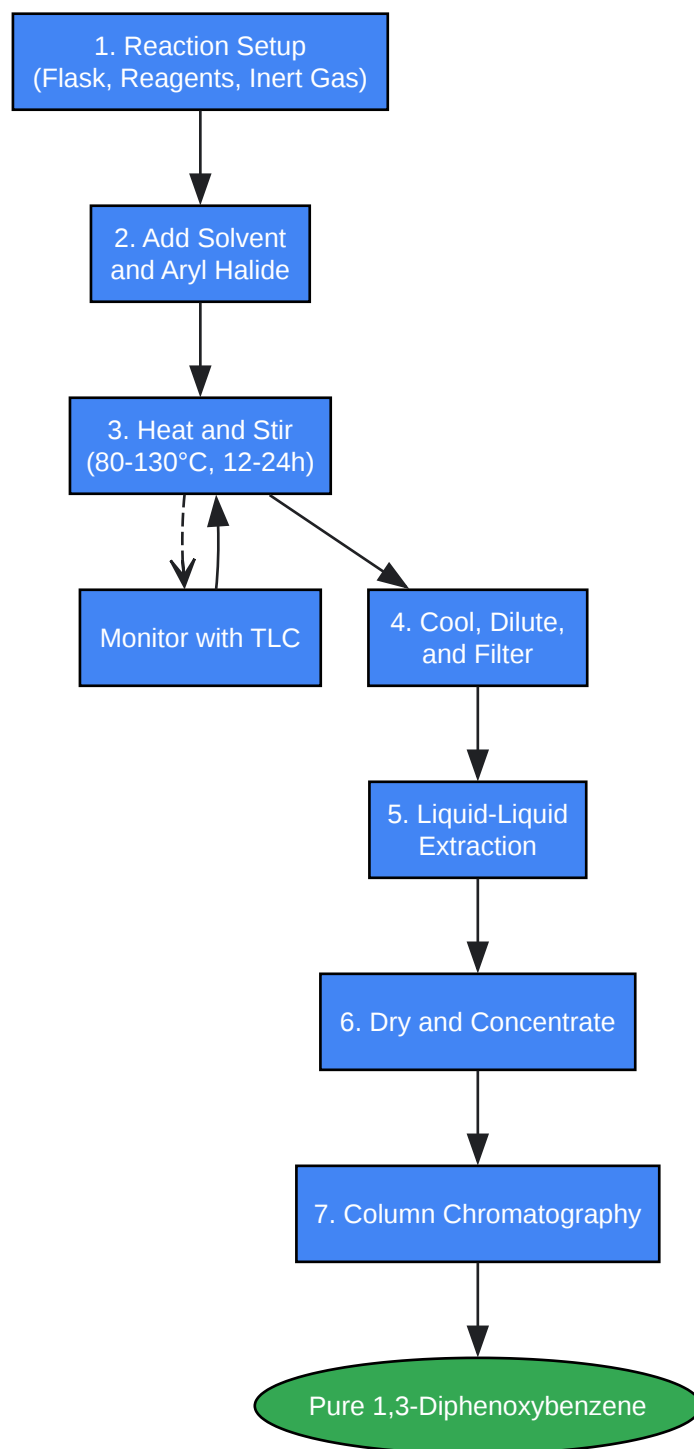 1. Reaction Setup
(Flask, Reagents, Inert Gas)
2. Add Solvent
and Aryl Halide
3. Heat and Stir
(80-130°C, 12-24h)
Monitor with TLC
4. Cool, Dilute,
and Filter
5. Liquid-Liquid
Extraction
6. Dry and Concentrate
7. Column Chromatography
Pure 1,3-Diphenoxybenzene